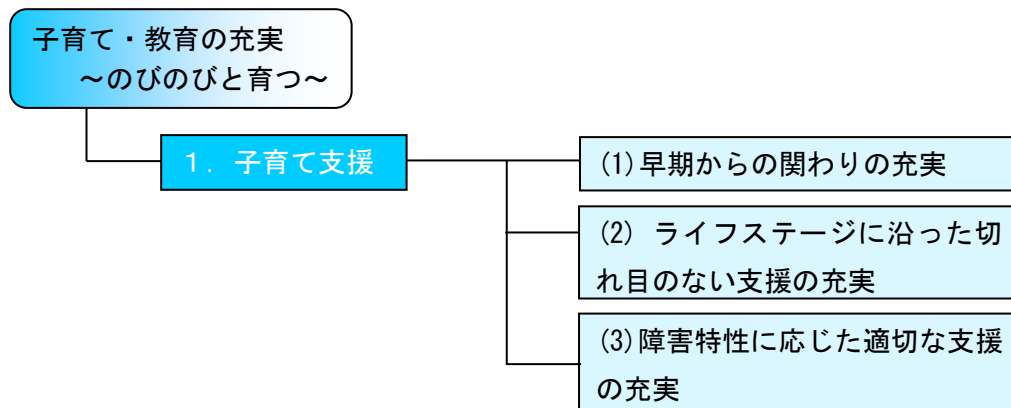 子育て・教育の充実
～のびのびと育つ～
１．子育て支援
(1)早期からの関わりの充実
(2) ライフステージに沿った切
れ目のない支援の充実
(3)障害特性に応じた適切な支援
の充実